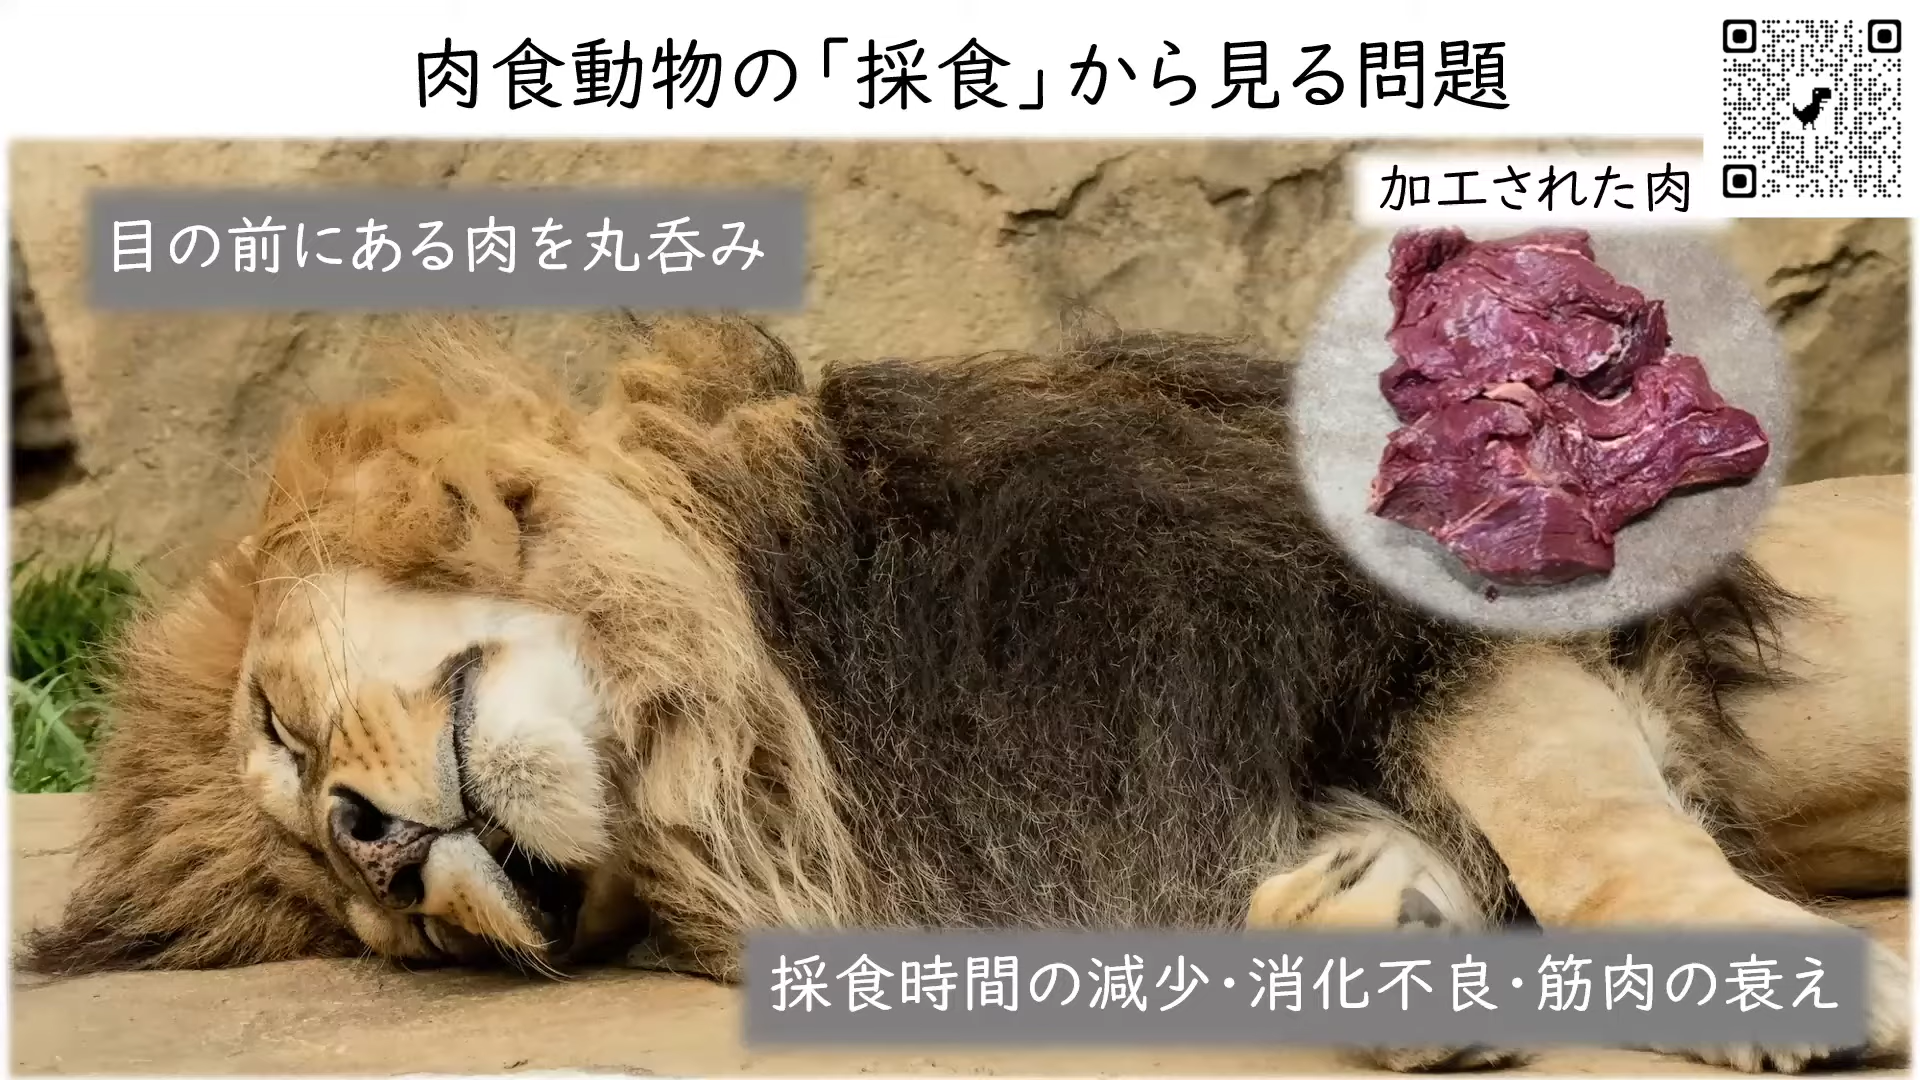 肉食動物の「採食」から見る問題
加工された肉
目の前にある肉を丸呑み
採食時間の減少・消化不良・筋肉の衰え